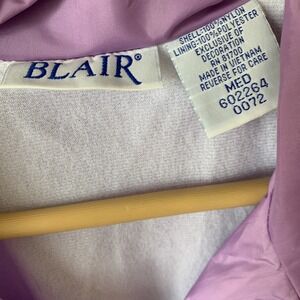 BLAIR®
SHELL:100%NYLON
LINING:100%POLYESTER
EXCLUSIVE OF
DECORATION
RN 81700
MADE IN VIETNAM
REVERSE FOR CARE
MED
602264
0072